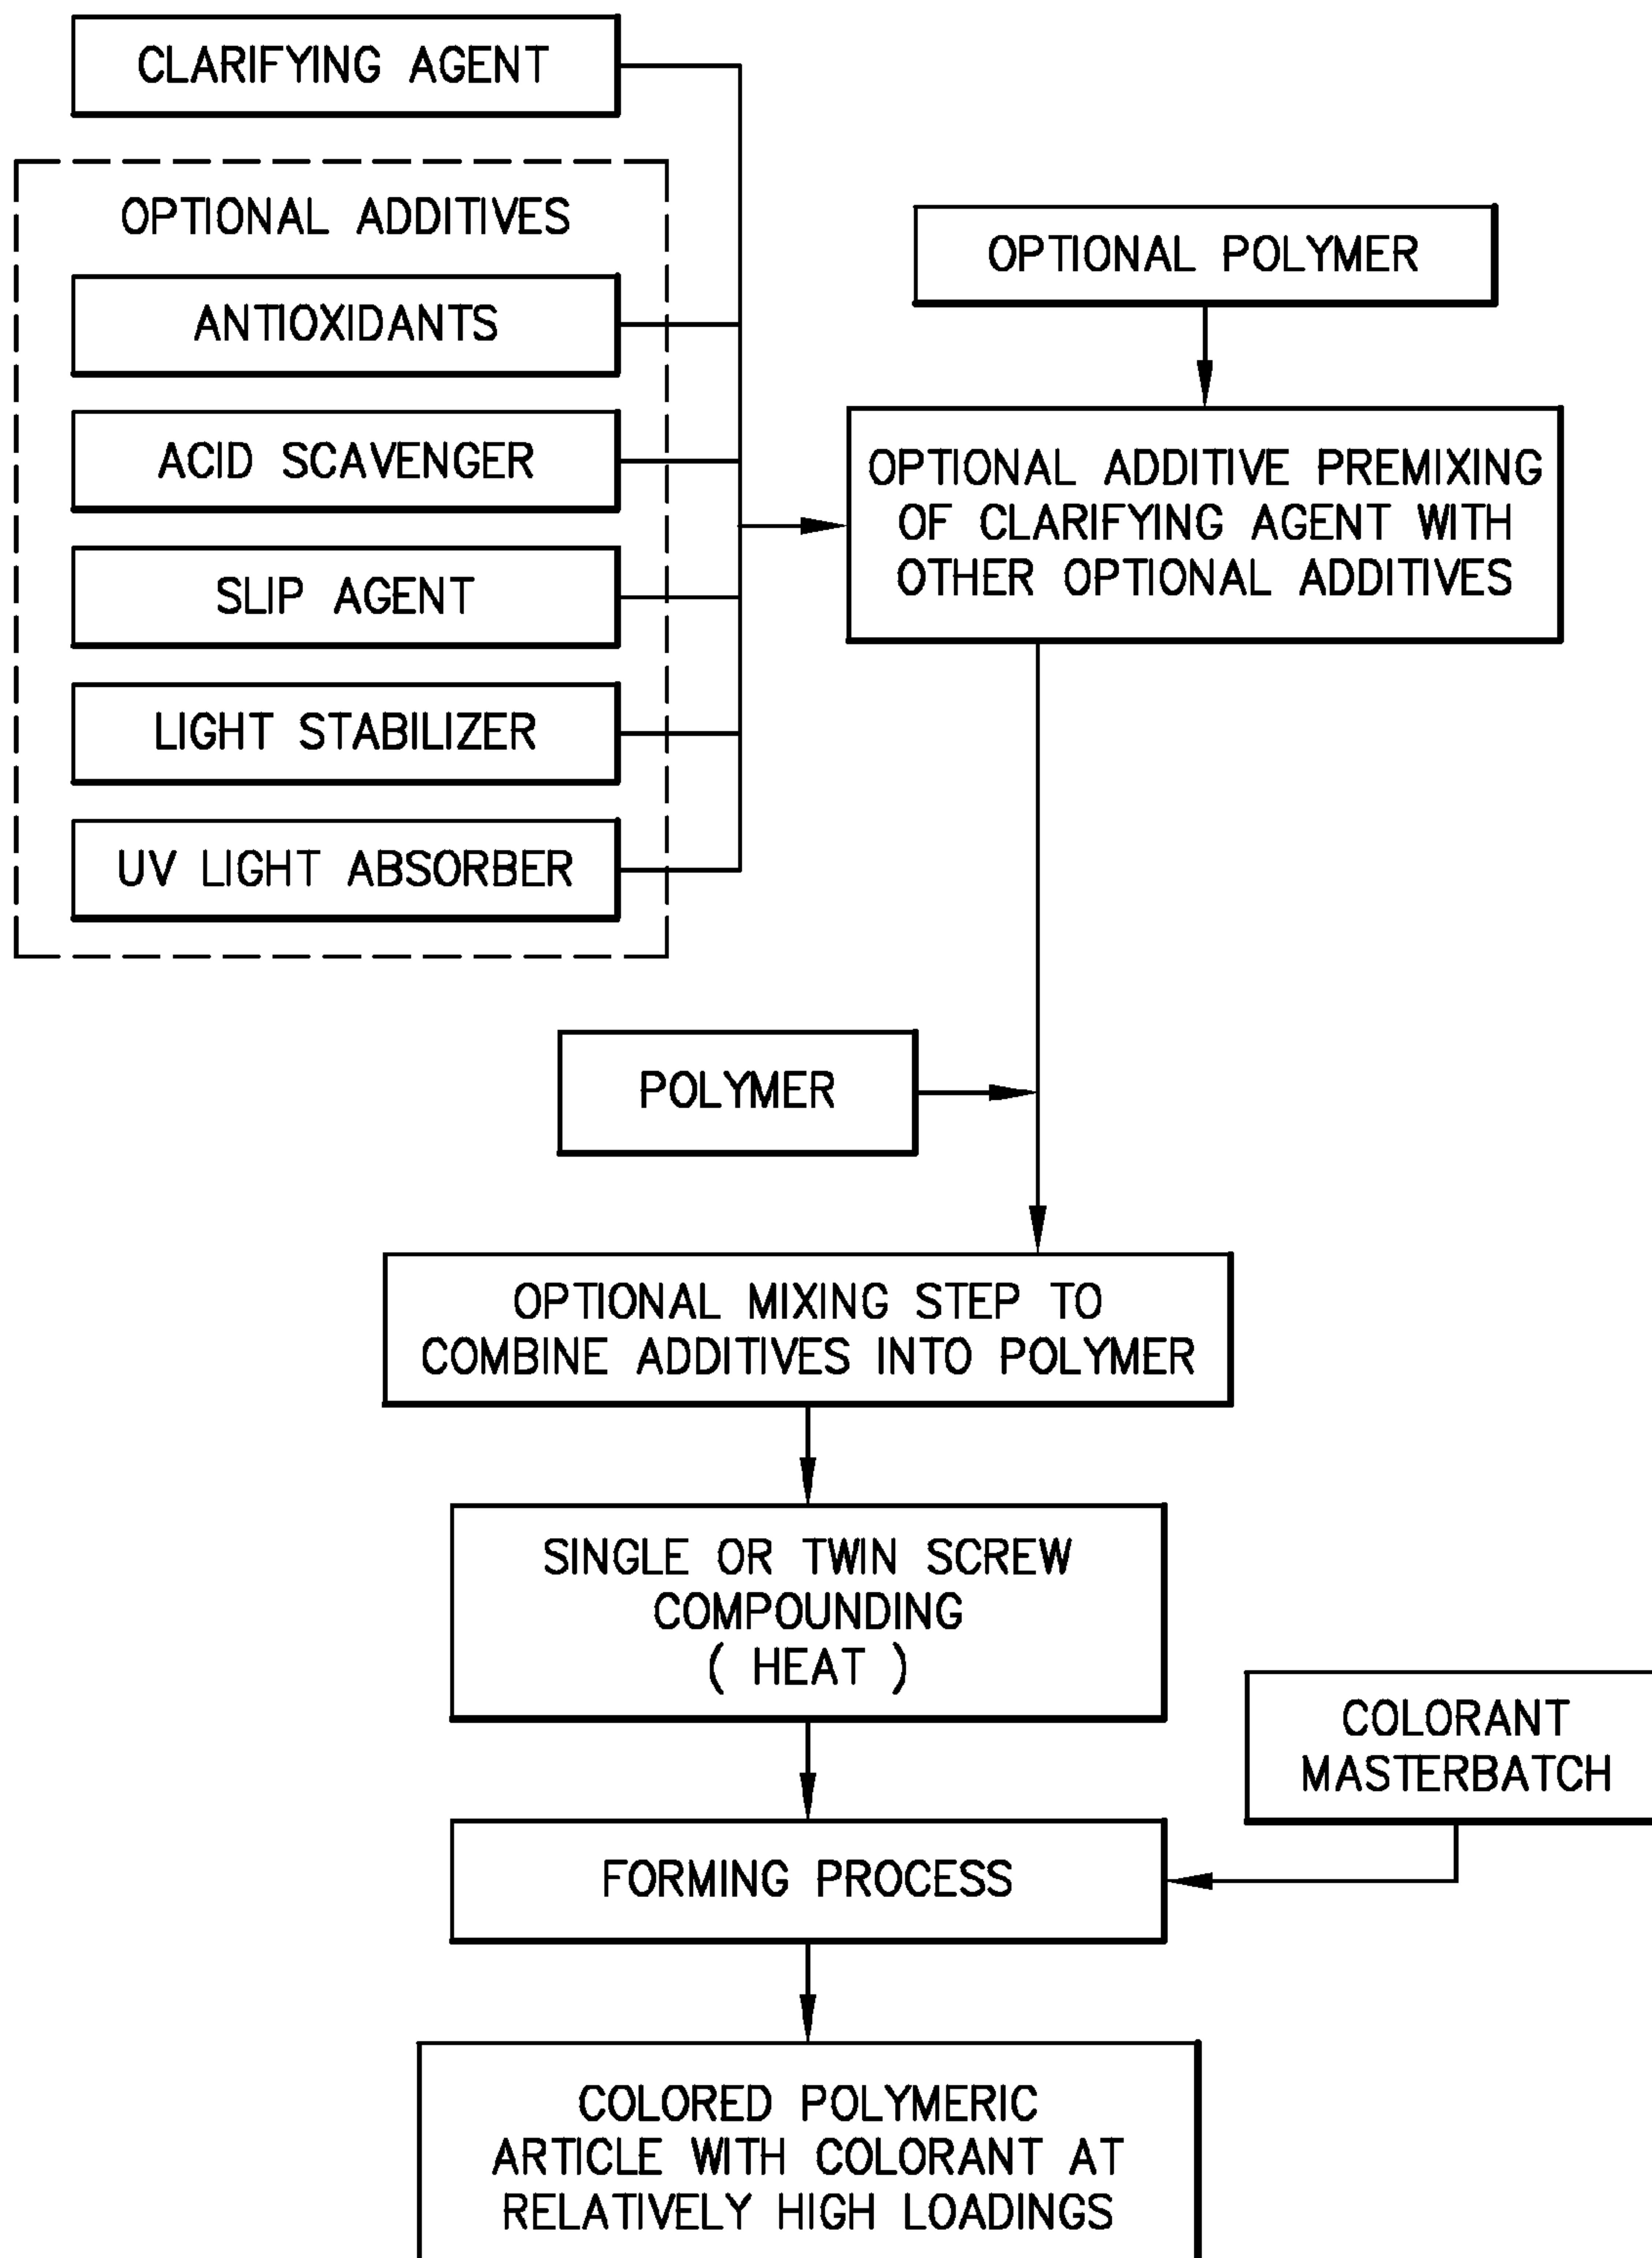 CLARIFYING AGENT
OPTIONAL ADDITIVES
ANTIOXIDANTS
ACID SCAVENGER
SLIP AGENT
LIGHT STABILIZER
UV LIGHT ABSORBER
OPTIONAL POLYMER
OPTIONAL ADDITIVE PREMIXING
OF CLARIFYING AGENT WITH
OTHER OPTIONAL ADDITIVES
POLYMER
OPTIONAL MIXING STEP TO
COMBINE ADDITIVES INTO POLYMER
SINGLE OR TWIN SCREW
COMPOUNDING
( HEAT )
COLORANT
MASTERBATCH
FORMING PROCESS
COLORED POLYMERIC
ARTICLE WITH COLORANT AT
RELATIVELY HIGH LOADINGS